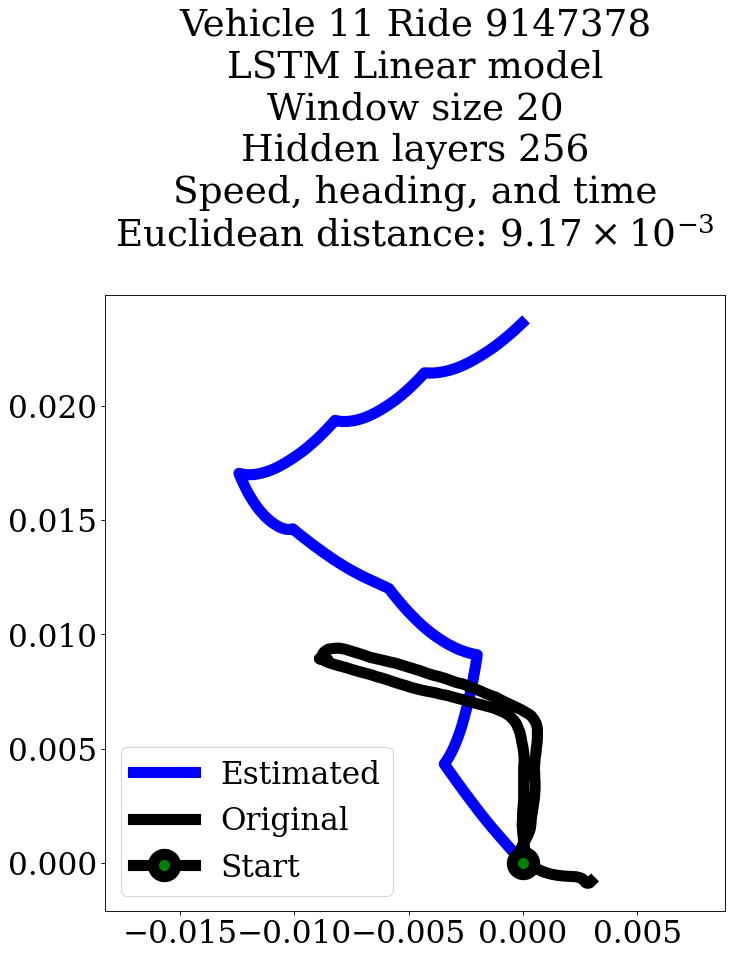 Vehicle 11 Ride 9147378
LSTM Linear model
Window size 20
Hidden layers 256
Speed, heading, and time
Euclidean distance: 9.17 × 10⁻³
0.020
0.015
0.010
0.005
0.000
Estimated
Original
Start
−0.015 −0.010 −0.005 0.000 0.005